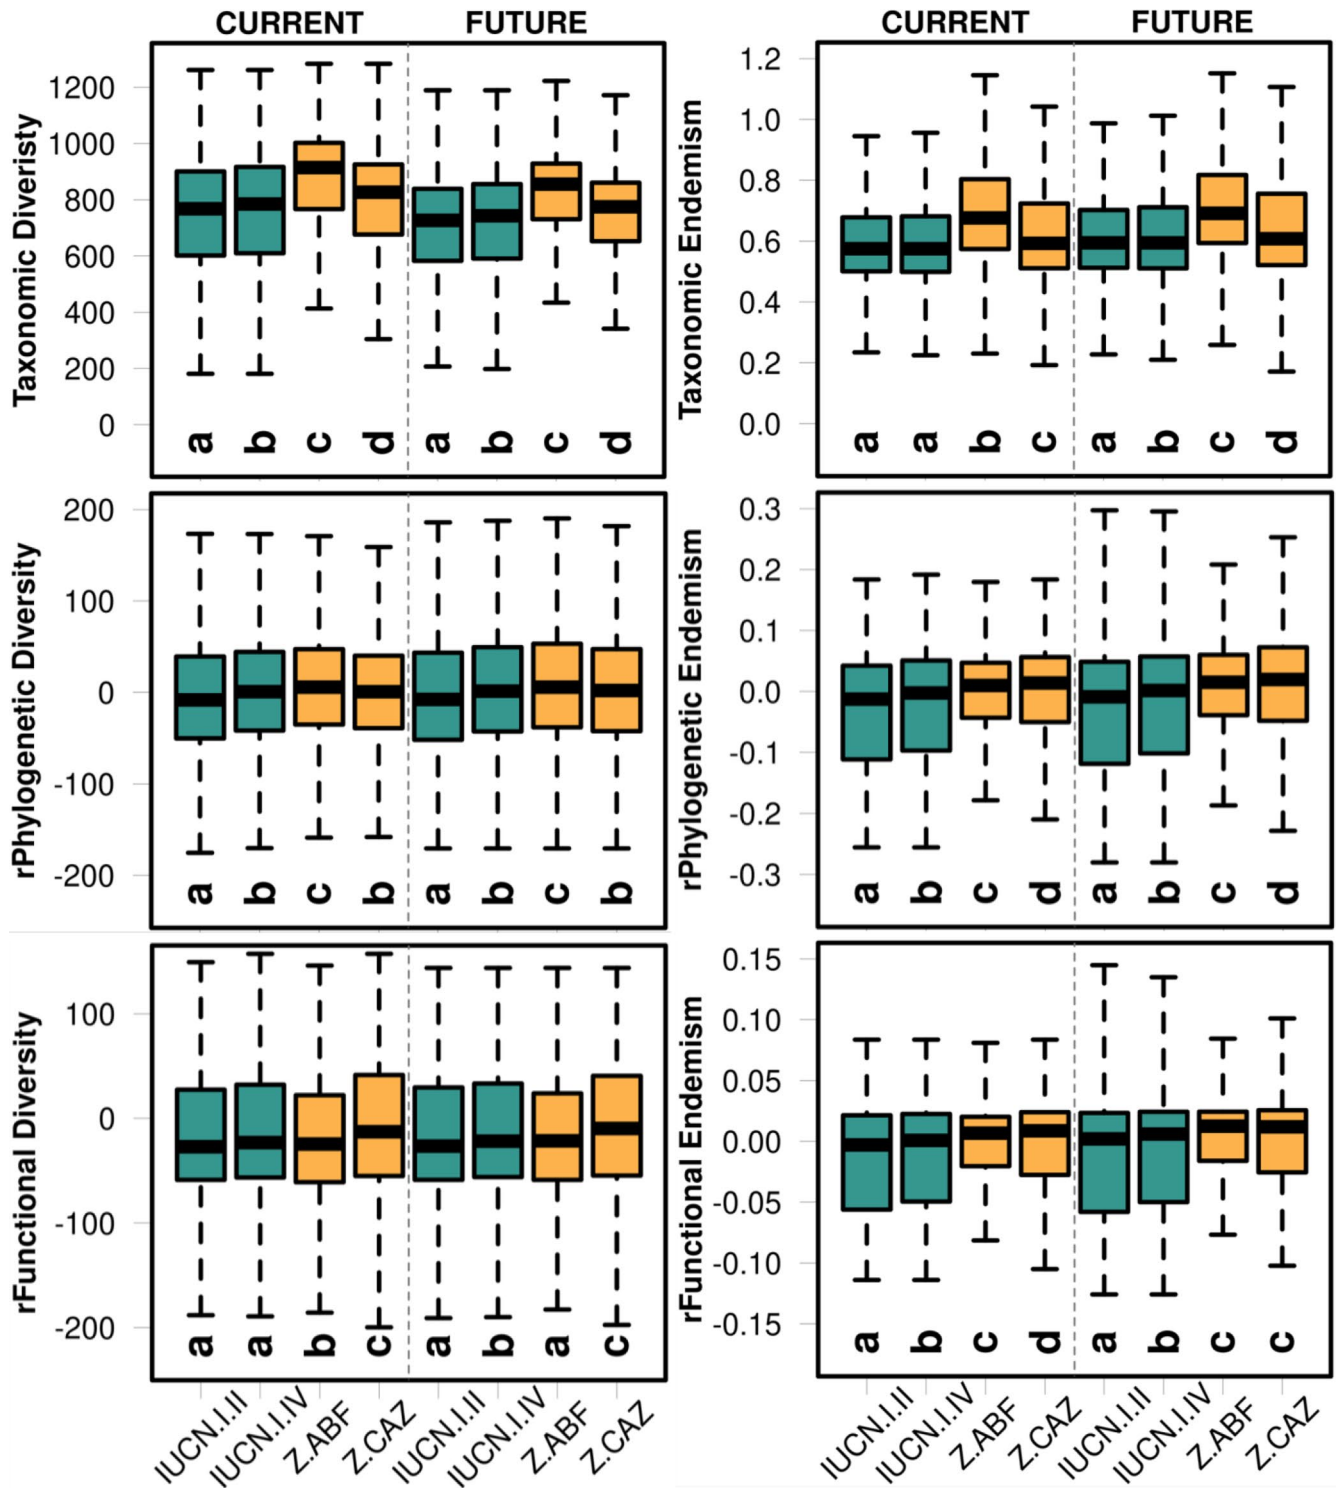 CURRENT FUTURE
Taxonomic Diveristy
1200
1000
800
600
400
200
0
a b c d a b c d
CURRENT FUTURE
Taxonomic Endemism
1.2
1.0
0.8
0.6
0.4
0.2
0.0
a a b c a b c d
rPhylogenetic Diversity
200
100
0
-100
-200
a b c b a b c b
rPhylogenetic Endemism
0.3
0.2
0.1
0.0
-0.1
-0.2
-0.3
a b c d a b c d
rFunctional Diversity
100
0
-100
-200
a a b c a b a c
IUCN.I.II IUCN.I.IV Z.ABF Z.CAZ IUCN.I.II IUCN.I.IV Z.ABF Z.CAZ
rFunctional Endemism
0.15
0.10
0.05
0.00
-0.05
-0.10
-0.15
a b c d a b c c
IUCN.I.II IUCN.I.IV Z.ABF Z.CAZ IUCN.I.II IUCN.I.IV Z.ABF Z.CAZ